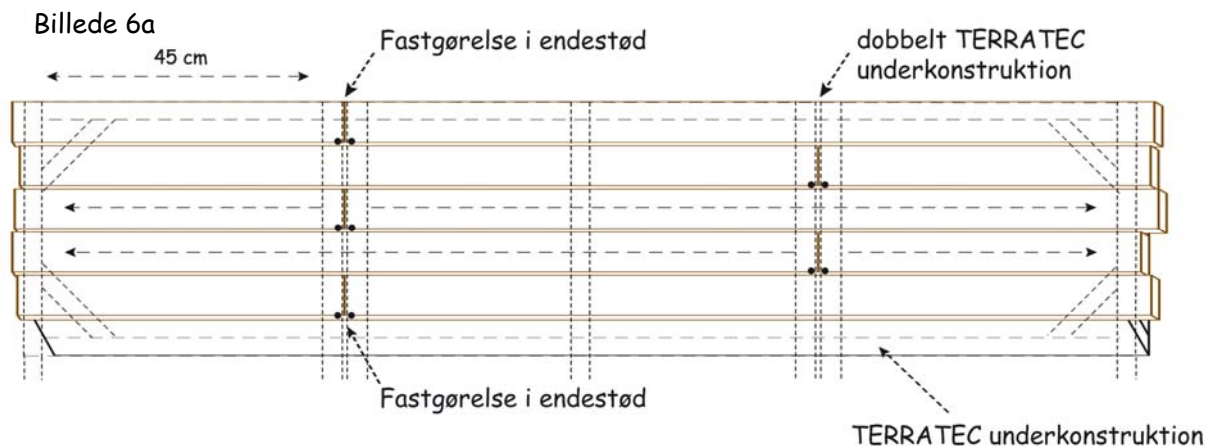 Billede 6a
45 cm
Fastgørelse i endestød
dobbelt TERRATEC
underkonstruktion
Fastgørelse i endestød
TERRATEC underkonstruktion